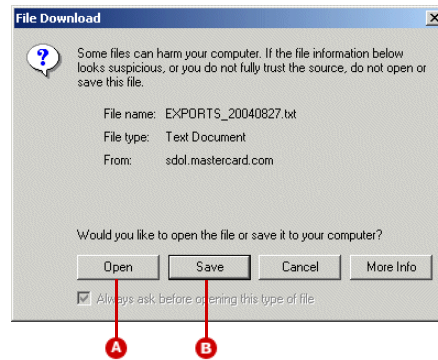 File Download
Some files can harm your computer. If the file information below
looks suspicious, or you do not fully trust the source, do not open or
save this file.
File name: EXPORTS_20040827.txt
File type: Text Document
From: sdol.mastercard.com
Would you like to open the file or save it to your computer?
Open Save Cancel More Info
Always ask before opening this type of file
A B